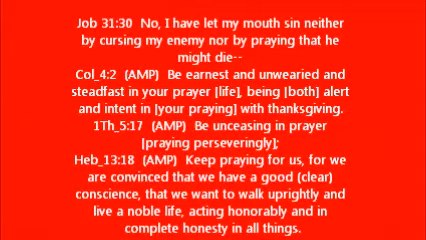 Job 31:30 No, I have let my mouth sin neither
by cursing my enemy nor by praying that he
might die--
Col_4:2 (AMP) Be earnest and unwearied and
steadfast in your prayer [life], being [both] alert
and intent in [your praying] with thanksgiving.
1Th_5:17 (AMP) Be unceasing in prayer
[praying perseveringly];
Heb_13:18 (AMP) Keep praying for us, for we
are convinced that we have a good (clear)
conscience, that we want to walk uprightly and
live a noble life, acting honorably and in
complete honesty in all things.